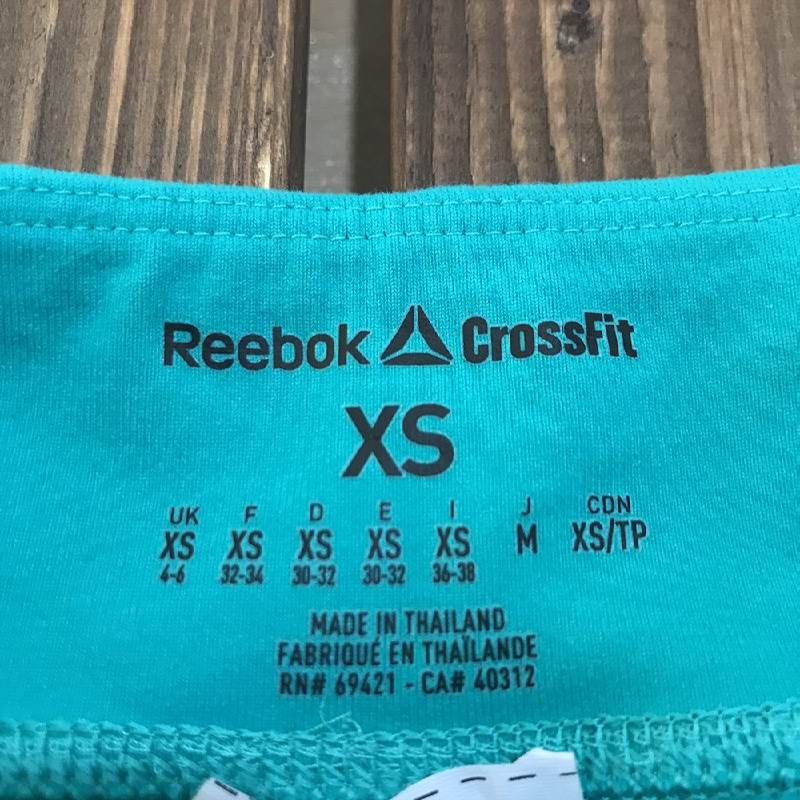 Reebok CrossFit
XS
UK F D E I J CDN
XS XS XS XS XS M XS/TP
4-6 32-34 30-32 30-32 36-38
MADE IN THAILAND
FABRIQUÉ EN THAÏLANDE
RN# 69421 - CA# 40312